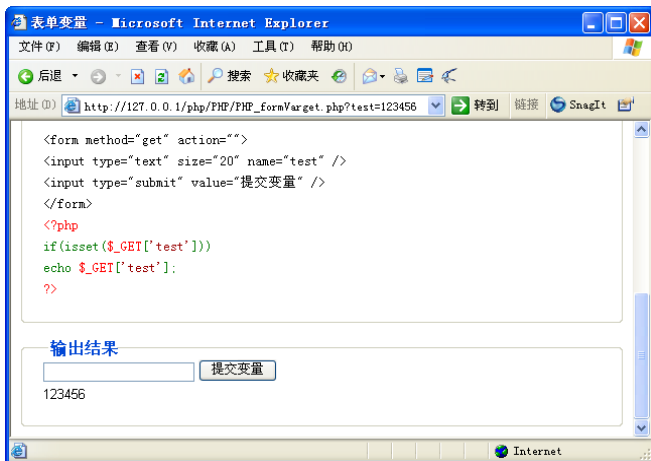 表单变量 - Microsoft Internet Explorer
文件(F) 编辑(E) 查看(V) 收藏(A) 工具(T) 帮助(H)
后退 搜索 收藏夹
地址(D) http://127.0.0.1/php/PHP/PHP_formVarget.php?test=123456 转到 链接 SnagIt
<form method="get" action="">
<input type="text" size="20" name="test" />
<input type="submit" value="提交变量" />
</form>
<?php
if(isset($_GET['test']))
echo $_GET['test'];
?>
输出结果
提交变量
123456
Internet